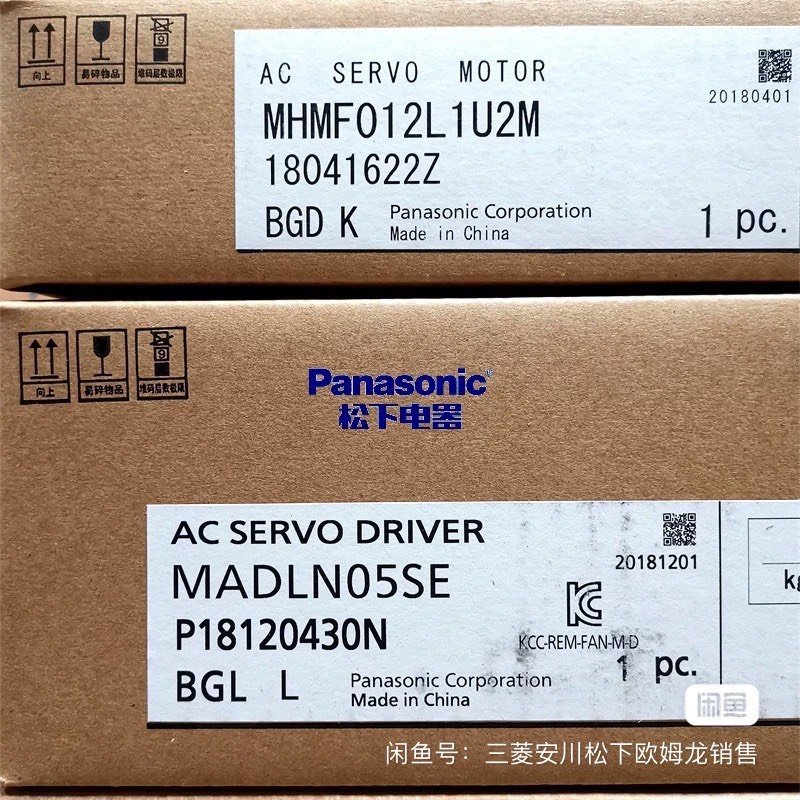 向上
易碎物品
9
堆码层数极限
AC SERVO MOTOR
20180401
MHMF012L1U2M
18041622Z
BGD K
Panasonic Corporation
Made in China
1 pc.
向上
易碎物品
9
堆码层数极限
Panasonic
松下电器
AC SERVO DRIVER
20181201
MADLN05SE
P18120430N
KCC-REM-FAN-M-D
BGL L
Panasonic Corporation
Made in China
1 pc.
kg
闲鱼
闲鱼号：三菱安川松下欧姆龙销售